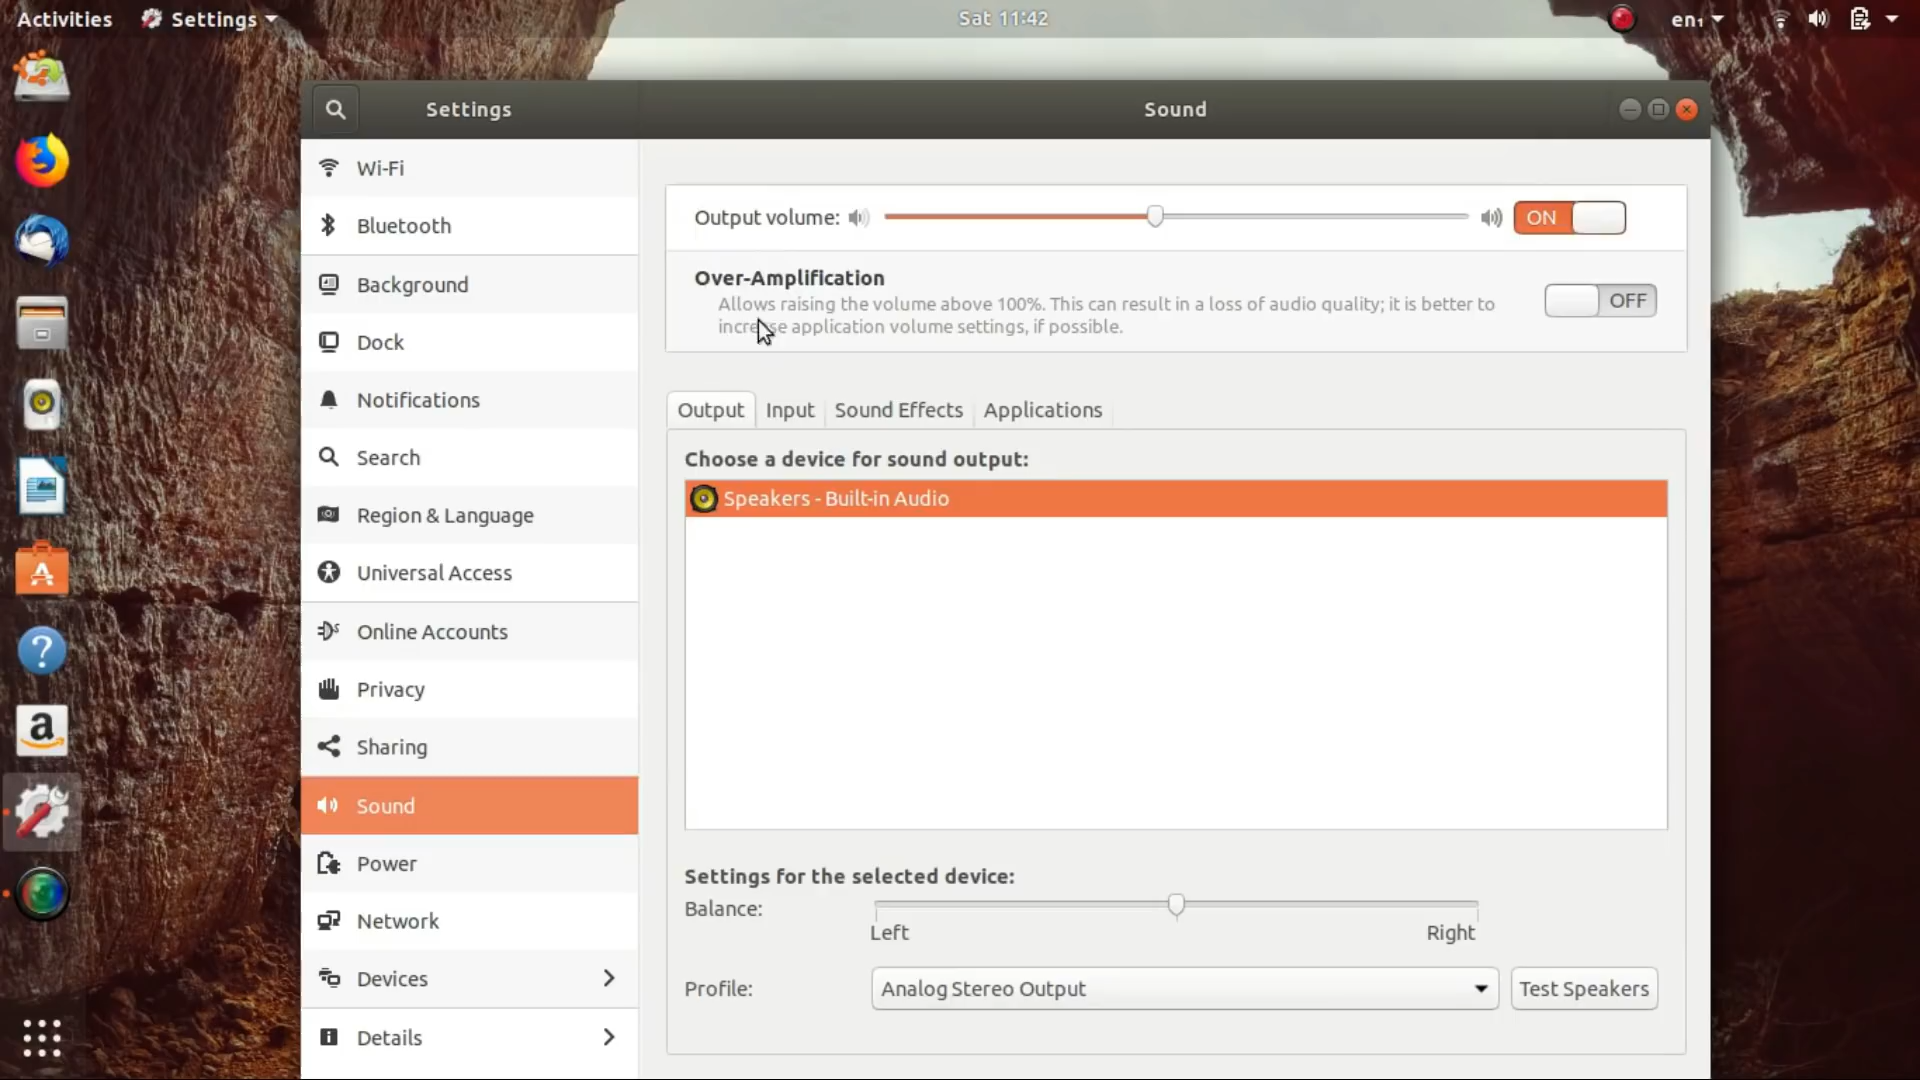 Activities
Settings
Sat 11:42
en₁
Settings
Sound
Wi-Fi
Bluetooth
Background
Dock
Notifications
Search
Region & Language
Universal Access
Online Accounts
Privacy
Sharing
Sound
Power
Network
Devices
Details
Output volume:
ON
Over-Amplification
Allows raising the volume above 100%. This can result in a loss of audio quality; it is better to
increase application volume settings, if possible.
OFF
Output
Input
Sound Effects
Applications
Choose a device for sound output:
Speakers - Built-in Audio
Settings for the selected device:
Balance:
Left
Right
Profile:
Analog Stereo Output
Test Speakers